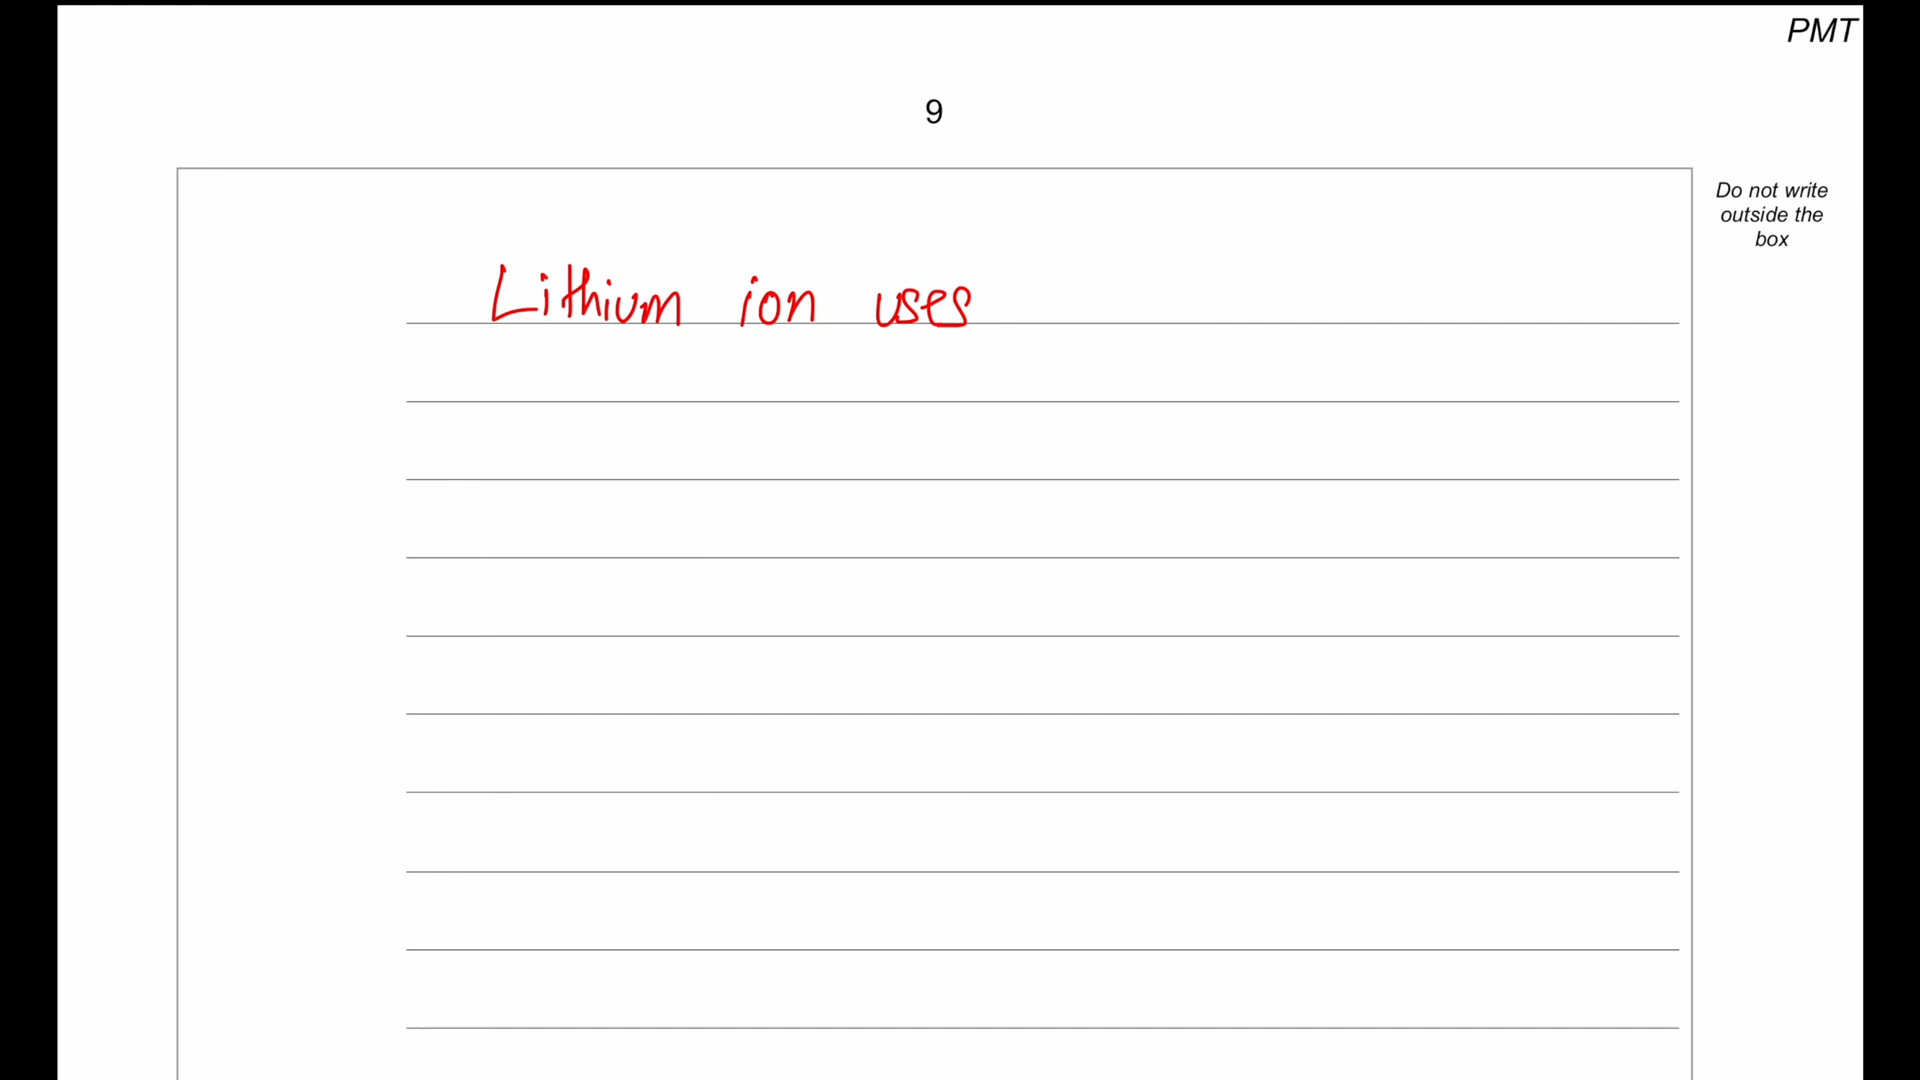 PMT
9
Do not write
outside the
box
Lithium ion uses